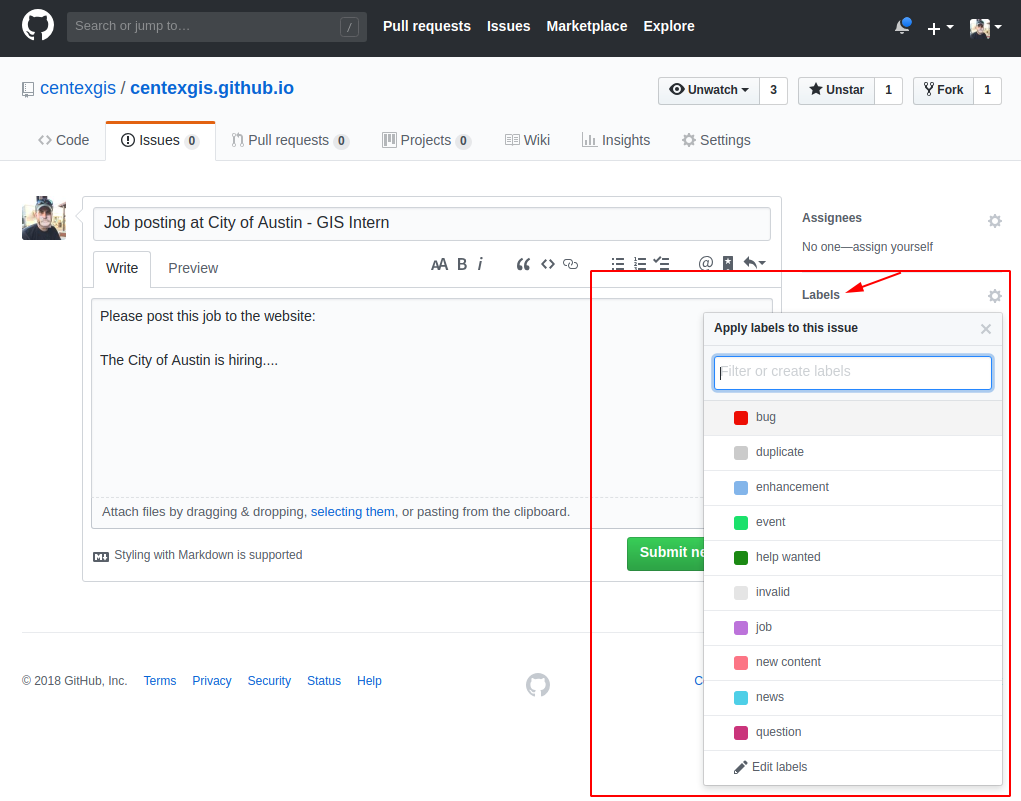 Search or jump to… / Pull requests Issues Marketplace Explore
centexgis / centexgis.github.io Unwatch 3 Unstar 1 Fork 1
Code Issues 0 Pull requests 0 Projects 0 Wiki Insights Settings
Job posting at City of Austin - GIS Intern
Write Preview AA B i @
Please post this job to the website:
The City of Austin is hiring....
Attach files by dragging & dropping, selecting them, or pasting from the clipboard.
M Styling with Markdown is supported
Submit ne
Assignees
No one—assign yourself
Labels
Apply labels to this issue
Filter or create labels
bug
duplicate
enhancement
event
help wanted
invalid
job
new content
news
question
Edit labels
© 2018 GitHub, Inc. Terms Privacy Security Status Help C